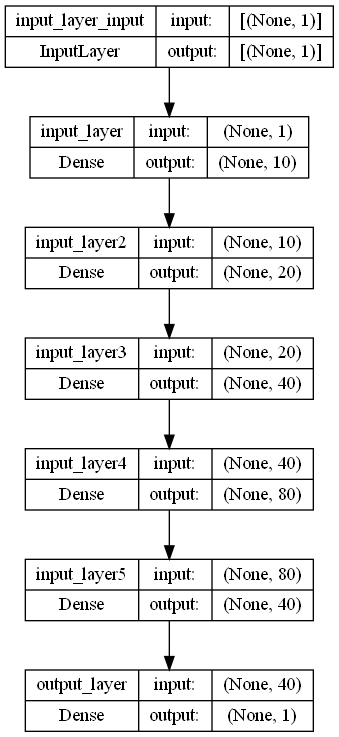 input_layer_input input: [(None, 1)]
InputLayer output: [(None, 1)]
input_layer input: (None, 1)
Dense output: (None, 10)
input_layer2 input: (None, 10)
Dense output: (None, 20)
input_layer3 input: (None, 20)
Dense output: (None, 40)
input_layer4 input: (None, 40)
Dense output: (None, 80)
input_layer5 input: (None, 80)
Dense output: (None, 40)
output_layer input: (None, 40)
Dense output: (None, 1)